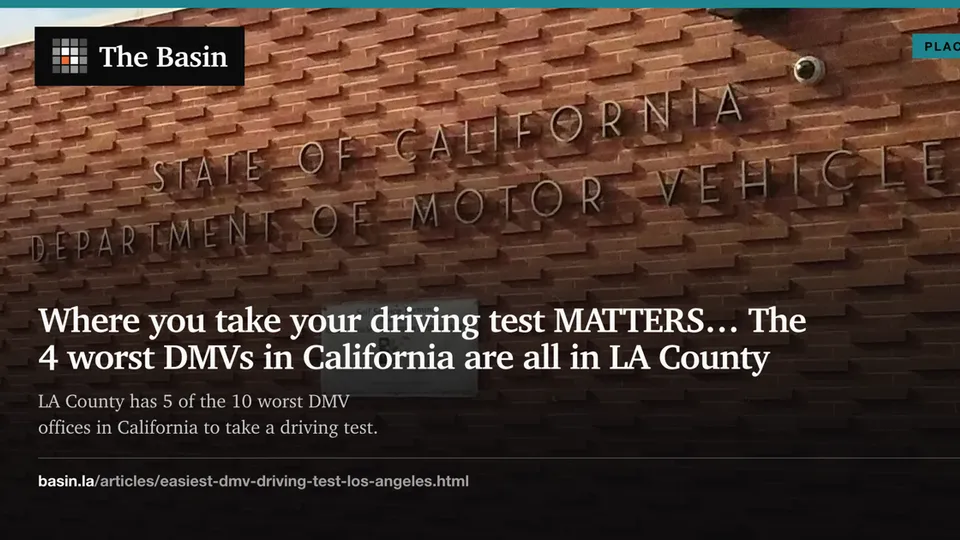 The Basin
STATE OF CALIFORNIA
DEPARTMENT OF MOTOR VEHICLE
Where you take your driving test MATTERS... The
4 worst DMVs in California are all in LA County
LA County has 5 of the 10 worst DMV
offices in California to take a driving test.
basin.la/articles/easiest-dmv-driving-test-los-angeles.html